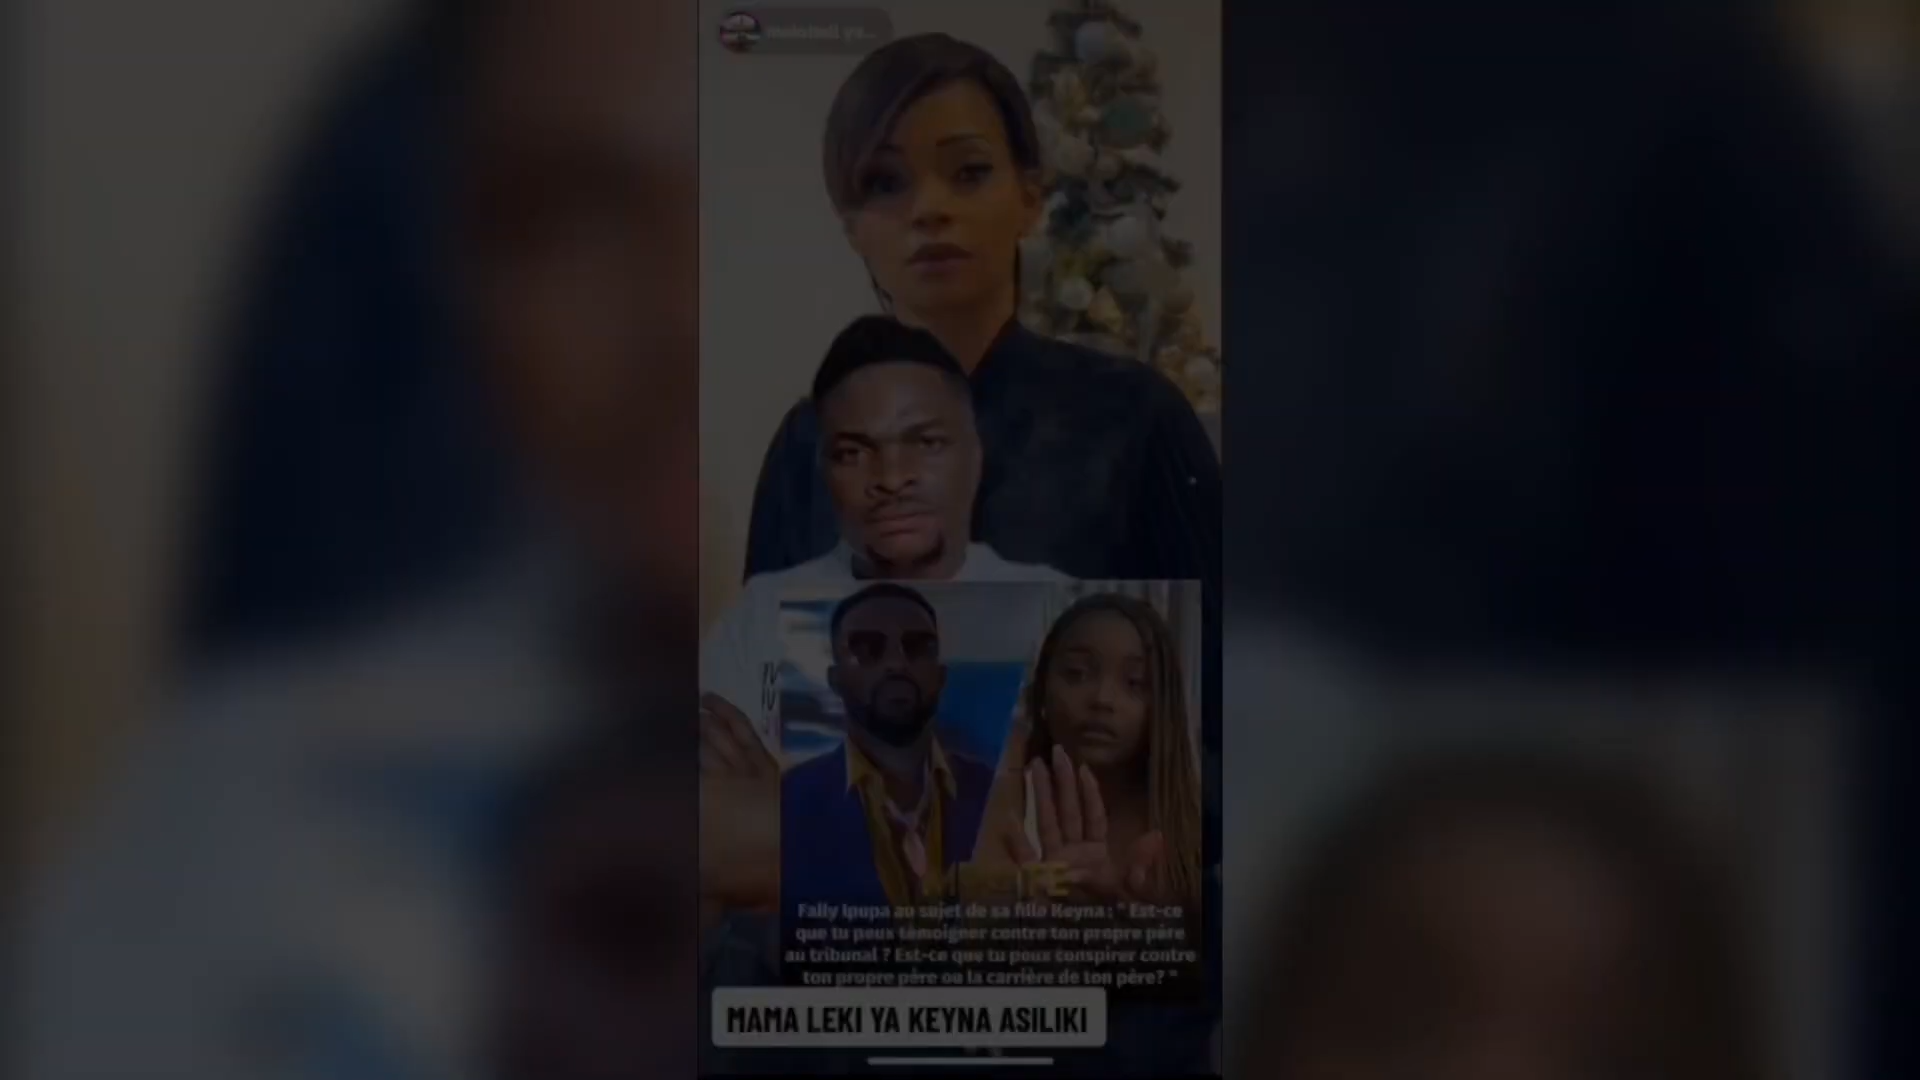 Fally Ipupa au sujet de sa fille Keyna : " Est-ce
que tu peux témoigner contre ton propre père
au tribunal ? Est-ce que tu peux conspirer contre
ton propre père ou la carrière de ton père? "
MAMA LEKI YA KEYNA ASILIKI